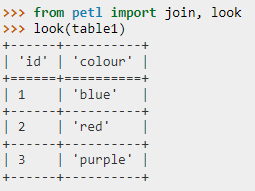 >>> from petl import join, look
>>> look(table1)
+------+----------+
| 'id' | 'colour' |
+======+==========+
| 1    | 'blue'   |
+------+----------+
| 2    | 'red'    |
+------+----------+
| 3    | 'purple' |
+------+----------+